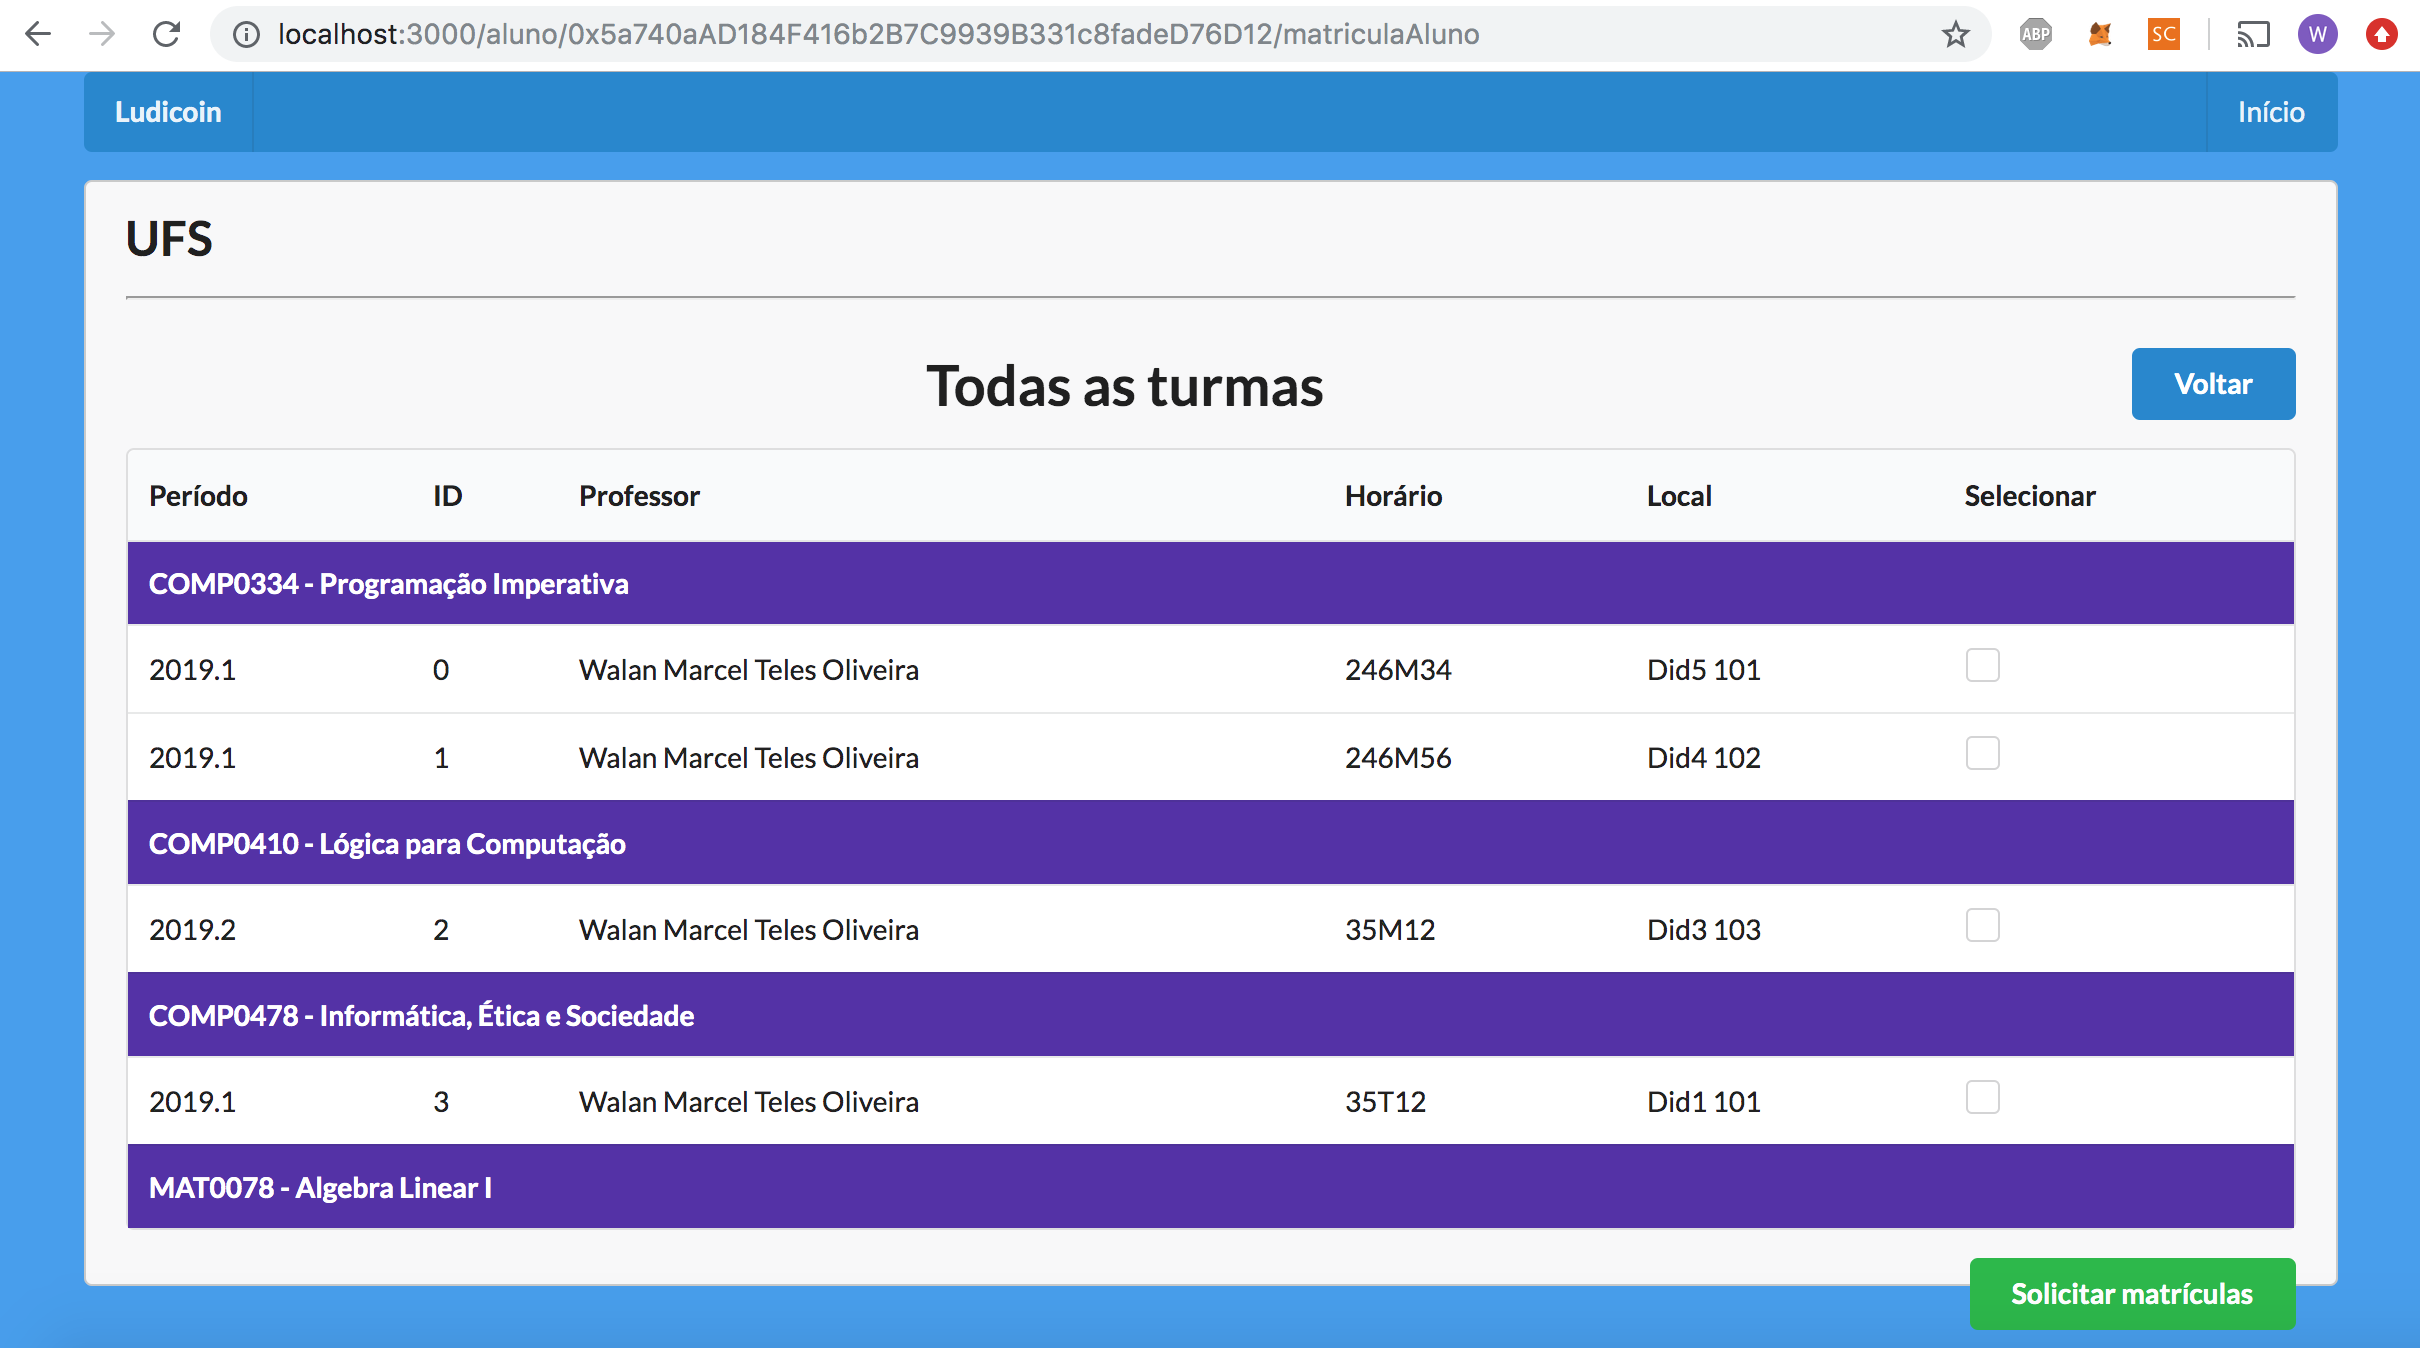 localhost:3000/aluno/0x5a740aAD184F416b2B7C9939B331c8fadeD76D12/matriculaAluno
ABP
SC
W
Ludicoin
Início
UFS
Todas as turmas
Voltar
Período ID Professor Horário Local Selecionar
COMP0334 - Programação Imperativa
2019.1 0 Walan Marcel Teles Oliveira 246M34 Did5 101
2019.1 1 Walan Marcel Teles Oliveira 246M56 Did4 102
COMP0410 - Lógica para Computação
2019.2 2 Walan Marcel Teles Oliveira 35M12 Did3 103
COMP0478 - Informática, Ética e Sociedade
2019.1 3 Walan Marcel Teles Oliveira 35T12 Did1 101
MAT0078 - Algebra Linear I
Solicitar matrículas